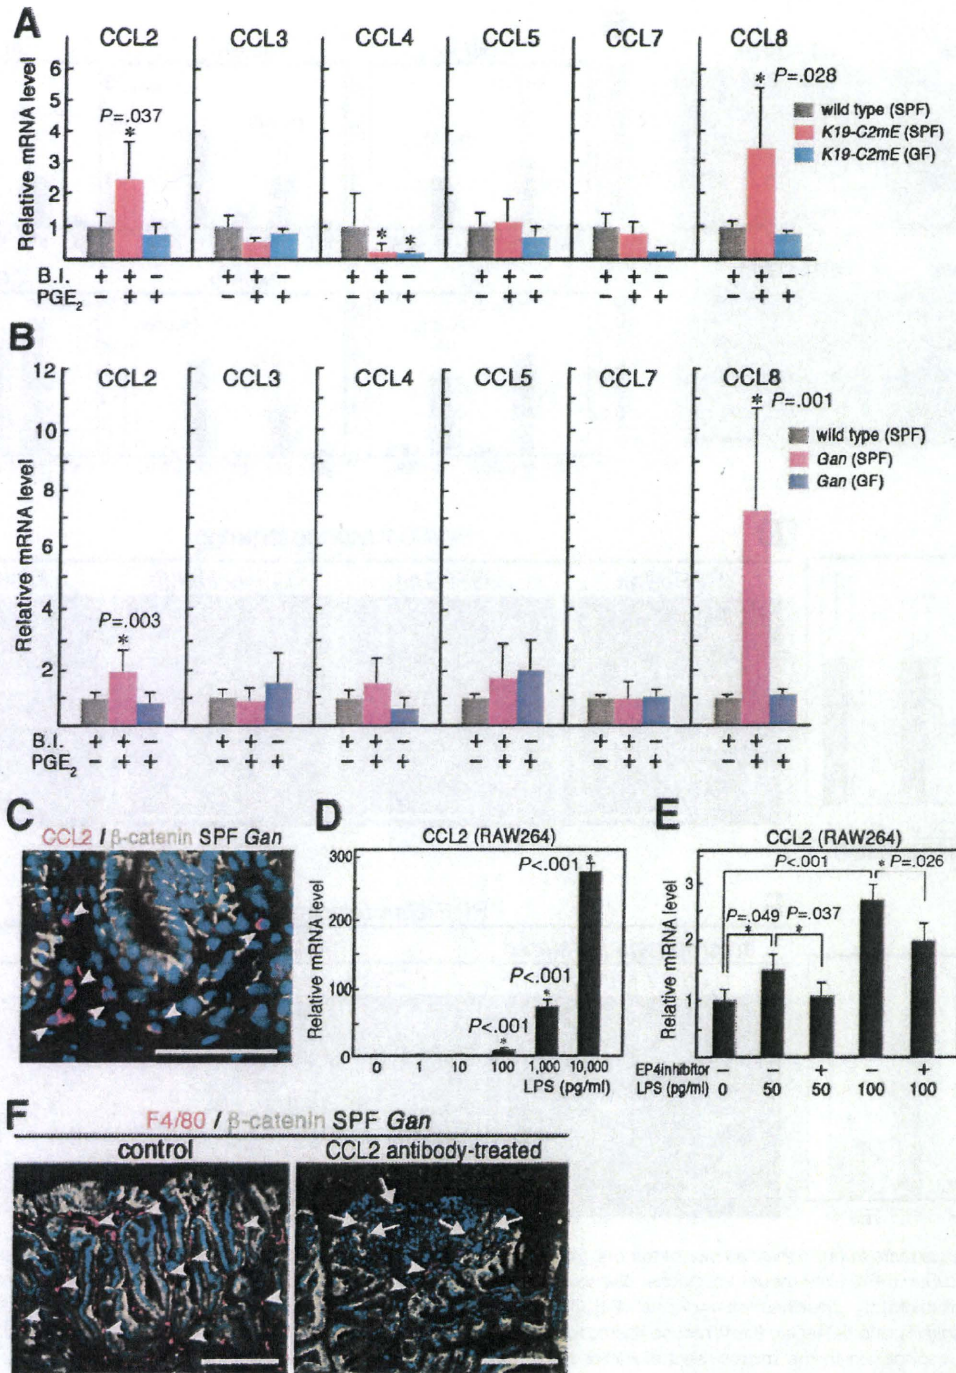 A
CCL2 CCL3 CCL4 CCL5 CCL7 CCL8
Relative mRNA level
6
5
4
3
2
1
P=.037
*
* *
* P=.028
wild type (SPF)
K19-C2mE (SPF)
K19-C2mE (GF)
B.I. + + − + + − + + − + + − + + − + + −
PGE2 − + + − + + − + + − + + − + + − + +
B
CCL2 CCL3 CCL4 CCL5 CCL7 CCL8
Relative mRNA level
12
10
8
6
4
2
P=.003
*
* P=.001
wild type (SPF)
Gan (SPF)
Gan (GF)
B.I. + + − + + − + + − + + − + + − + + −
PGE2 − + + − + + − + + − + + − + + − + +
C
CCL2 / β-catenin SPF Gan
D
CCL2 (RAW264)
Relative mRNA level
300
200
100
0
P<.001 *
P<.001
*
P<.001
*
0 1 10 100 1,000 10,000
LPS (pg/ml)
E
CCL2 (RAW264)
Relative mRNA level
3
2
1
P<.001 * P=.026
P=.049 P=.037
* *
EP4inhibitor − − + − +
LPS (pg/ml) 0 50 50 100 100
F
F4/80 / β-catenin SPF Gan
control CCL2 antibody-treated